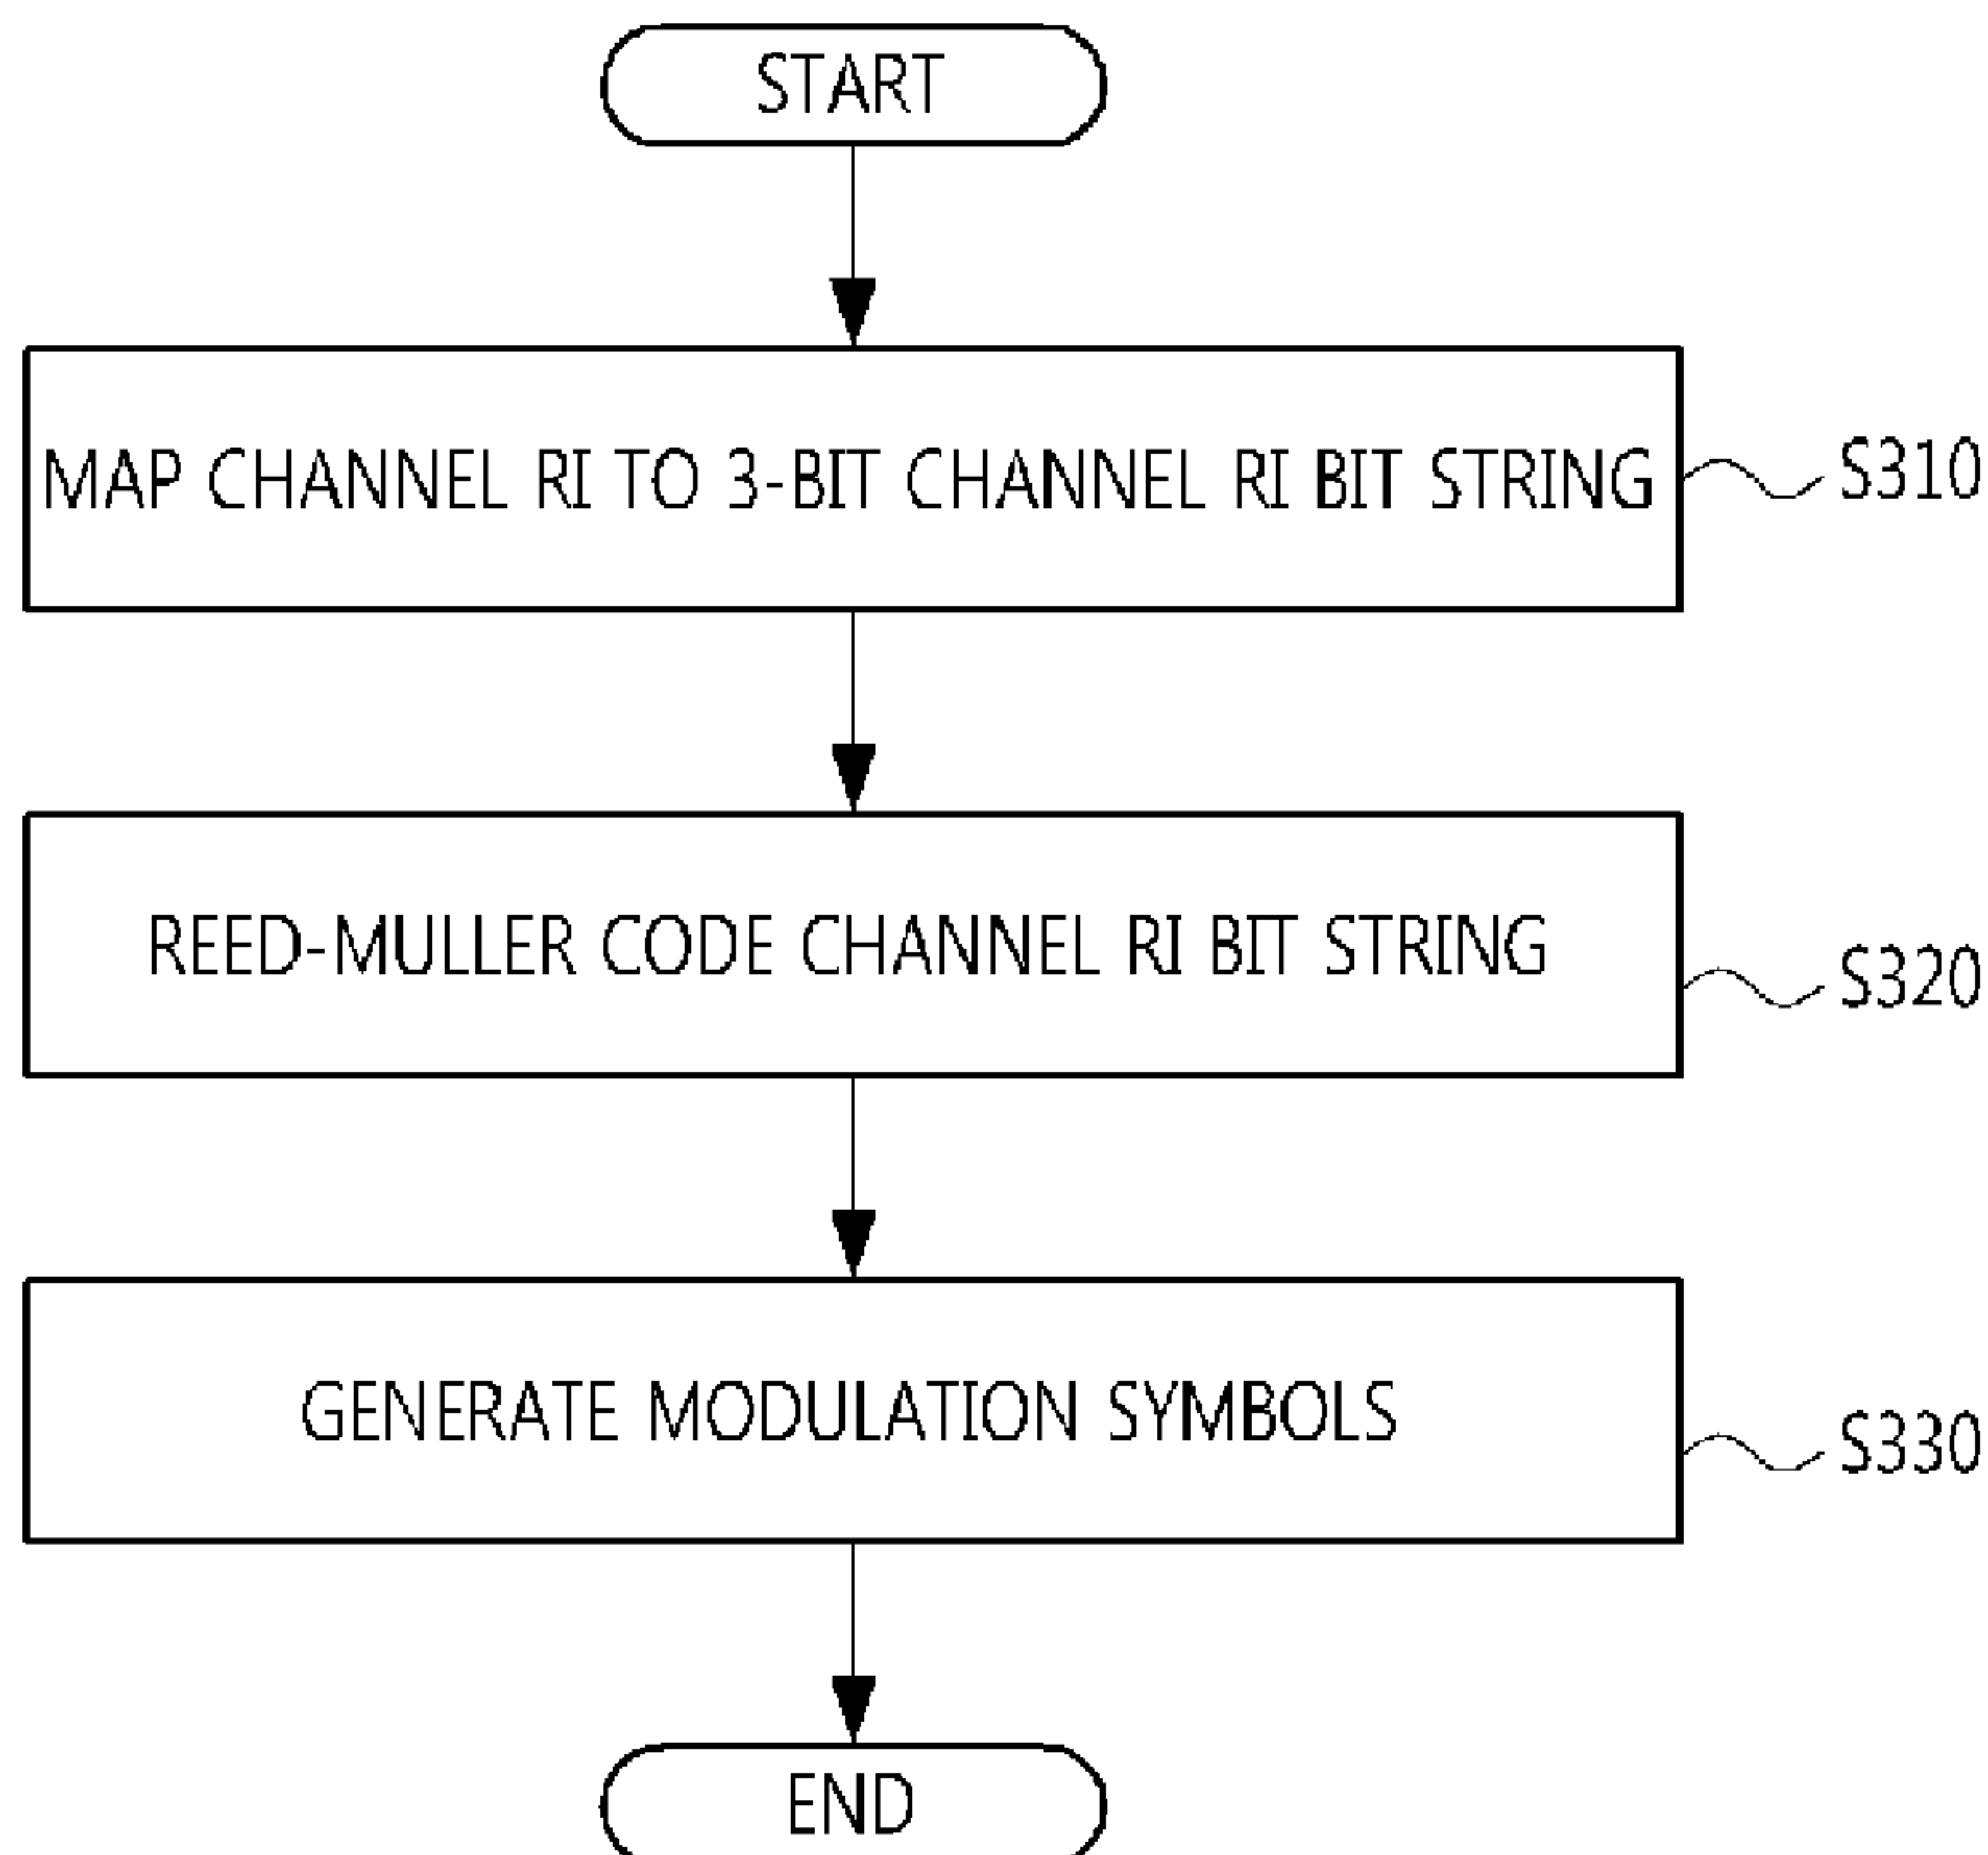 START
MAP CHANNEL RI TO 3-BIT CHANNEL RI BIT STRING
S310
REED-MULLER CODE CHANNEL RI BIT STRING
S320
GENERATE MODULATION SYMBOLS
S330
END